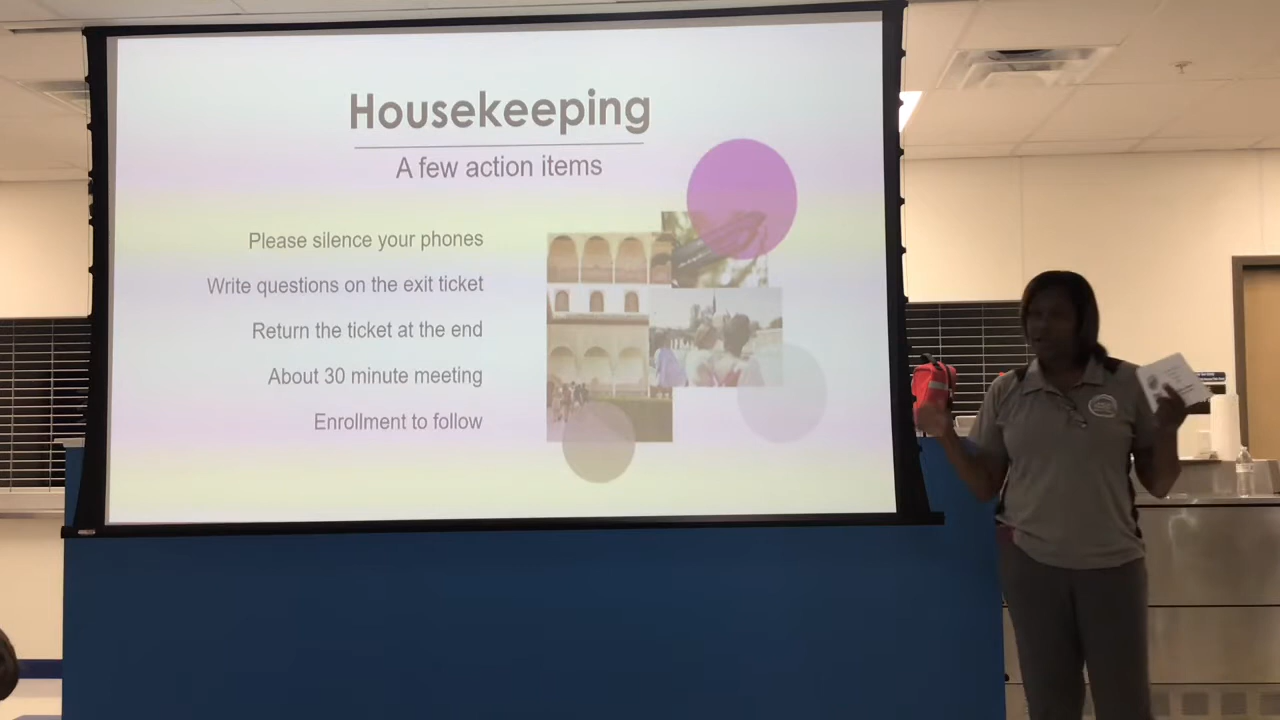 Housekeeping
A few action items
Please silence your phones
Write questions on the exit ticket
Return the ticket at the end
About 30 minute meeting
Enrollment to follow